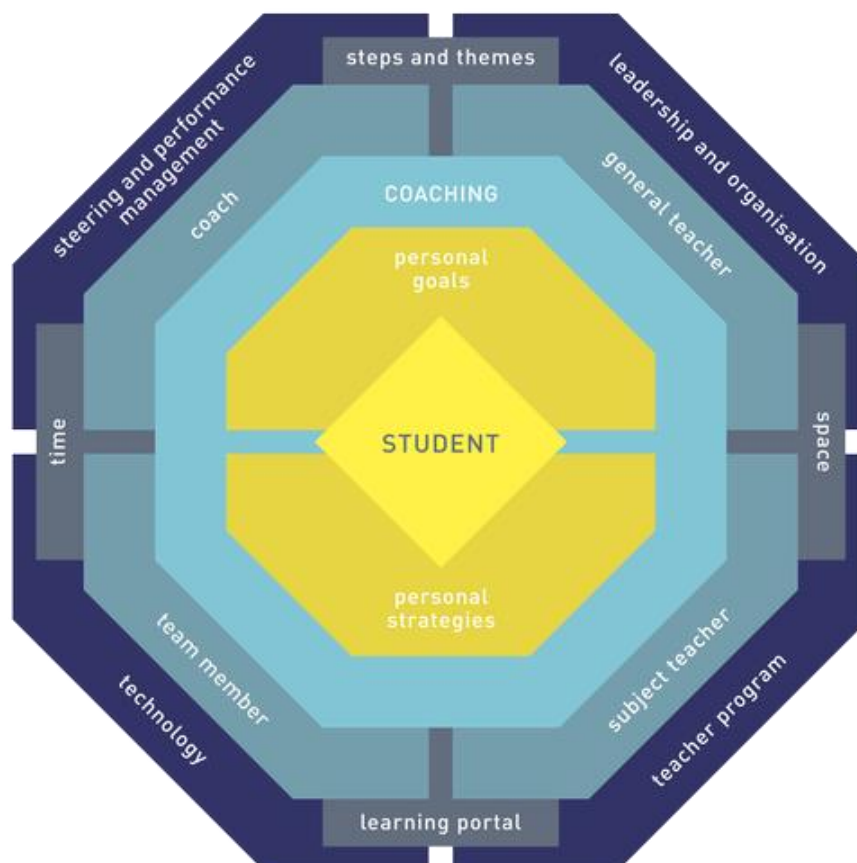 steps and themes
steering and performance
management
leadership and organisation
coach
general teacher
COACHING
personal
goals
time
STUDENT
space
personal
strategies
team member
subject teacher
technology
teacher program
learning portal